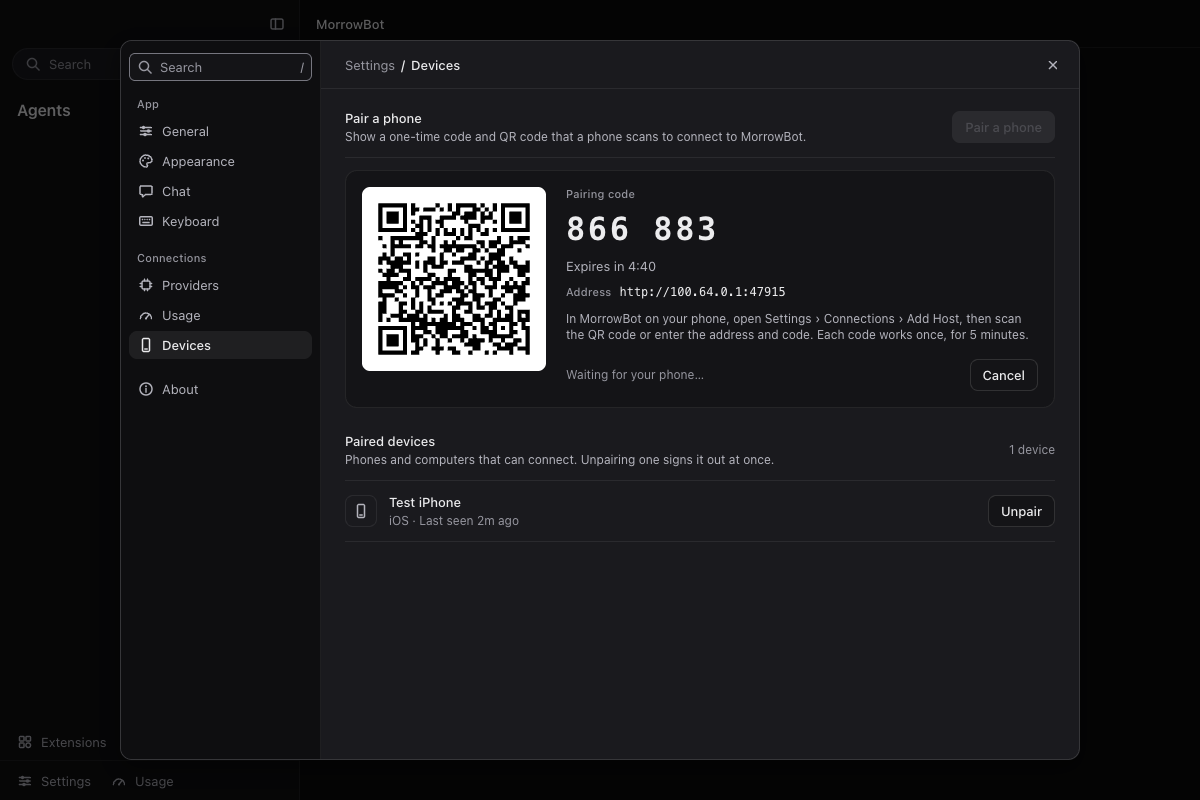 MorrowBot
Search
Agents
Extensions
Settings
Usage
Search /
App
General
Appearance
Chat
Keyboard
Connections
Providers
Usage
Devices
About
Settings / Devices
Pair a phone
Show a one-time code and QR code that a phone scans to connect to MorrowBot.
Pair a phone
Pairing code
866 883
Expires in 4:40
Address http://100.64.0.1:47915
In MorrowBot on your phone, open Settings › Connections › Add Host, then scan
the QR code or enter the address and code. Each code works once, for 5 minutes.
Waiting for your phone…
Cancel
Paired devices
Phones and computers that can connect. Unpairing one signs it out at once.
1 device
Test iPhone
iOS · Last seen 2m ago
Unpair